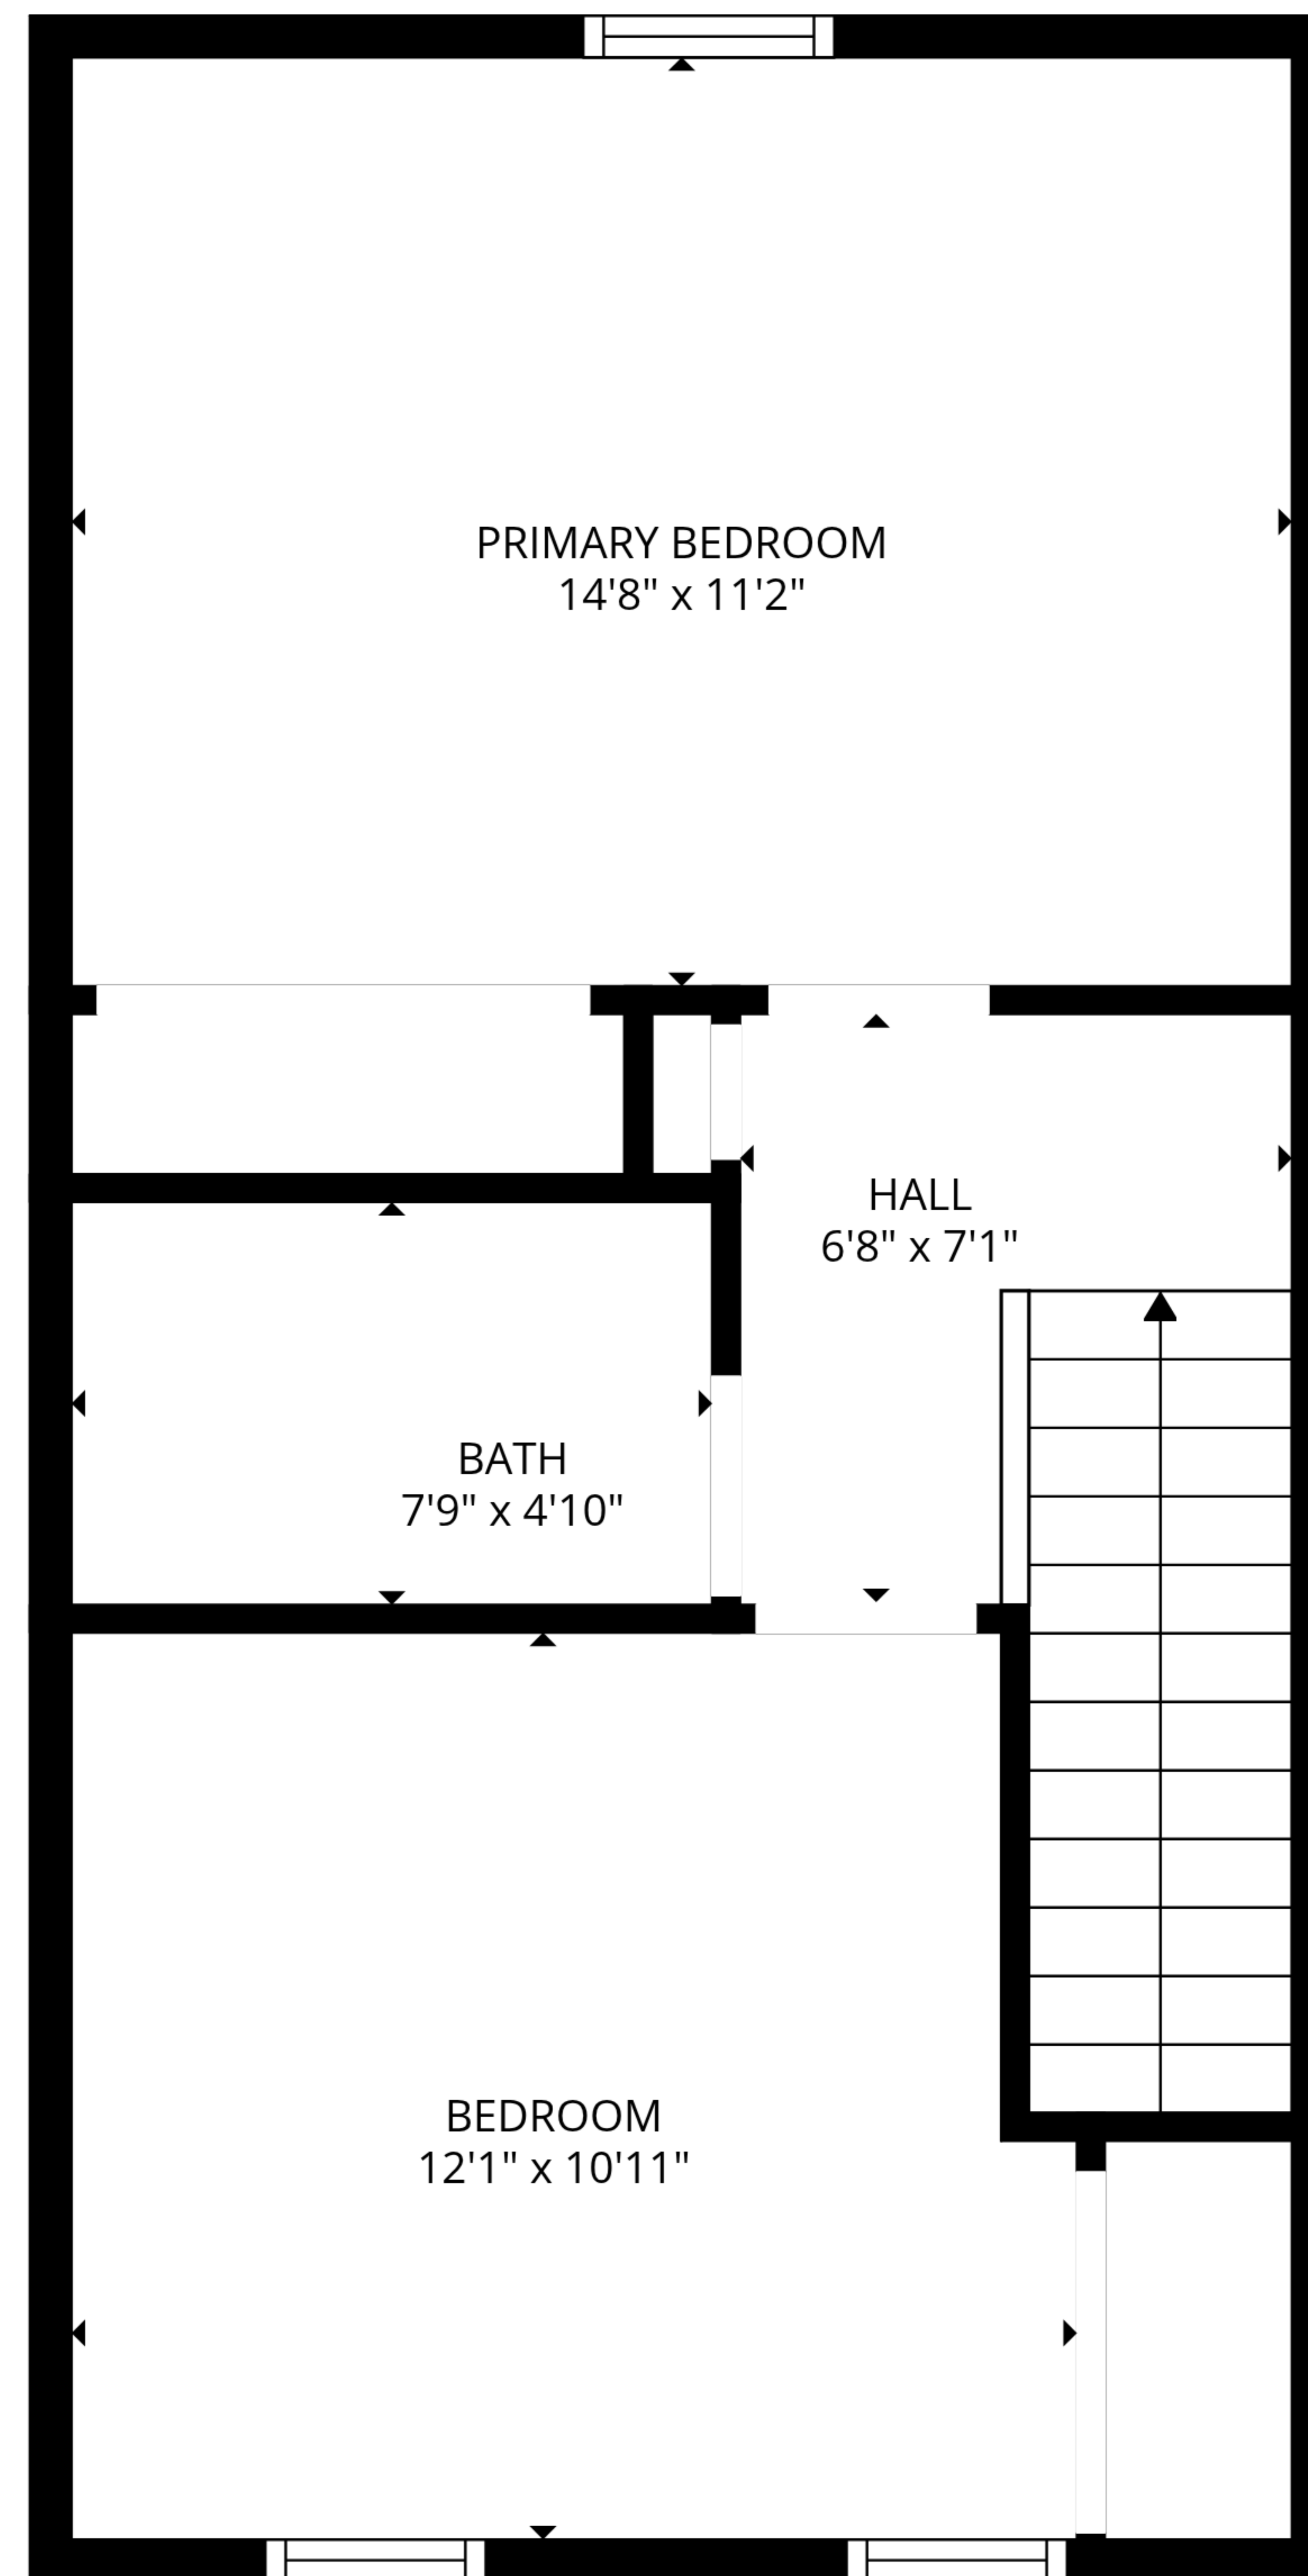 PRIMARY BEDROOM
14'8" x 11'2"
HALL
6'8" x 7'1"
BATH
7'9" x 4'10"
BEDROOM
12'1" x 10'11"